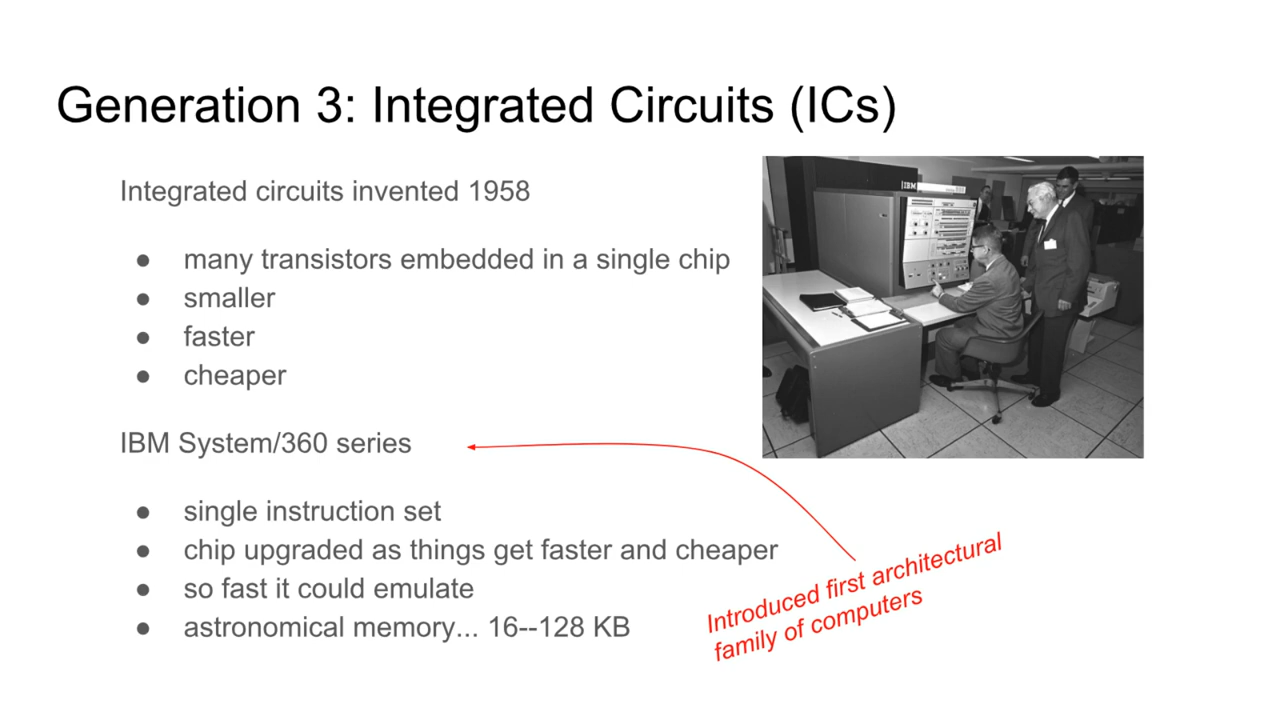 Generation 3: Integrated Circuits (ICs)
Integrated circuits invented 1958
● many transistors embedded in a single chip
● smaller
● faster
● cheaper
IBM System/360 series
● single instruction set
● chip upgraded as things get faster and cheaper
● so fast it could emulate
● astronomical memory... 16--128 KB
Introduced first architectural
family of computers
IBM